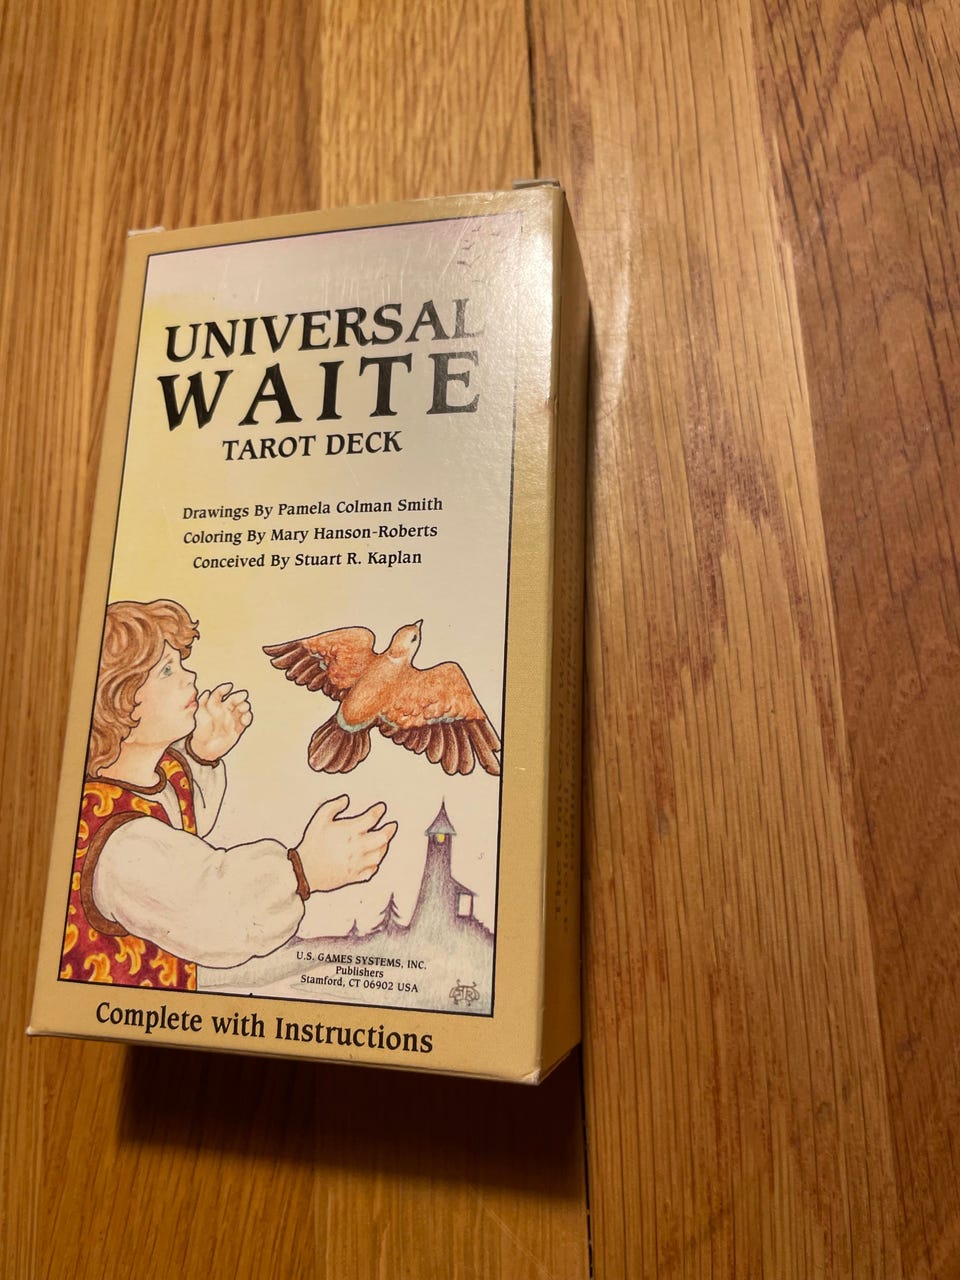 UNIVERSAL
WAITE
TAROT DECK
Drawings By Pamela Colman Smith
Coloring By Mary Hanson-Roberts
Conceived By Stuart R. Kaplan
U.S. GAMES SYSTEMS, INC.
Publishers
Stamford, CT 06902 USA
Complete with Instructions